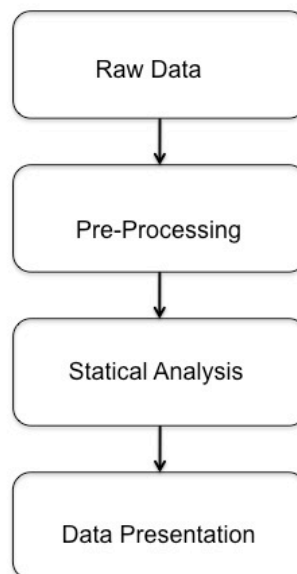 Raw Data
Pre-Processing
Statical Analysis
Data Presentation